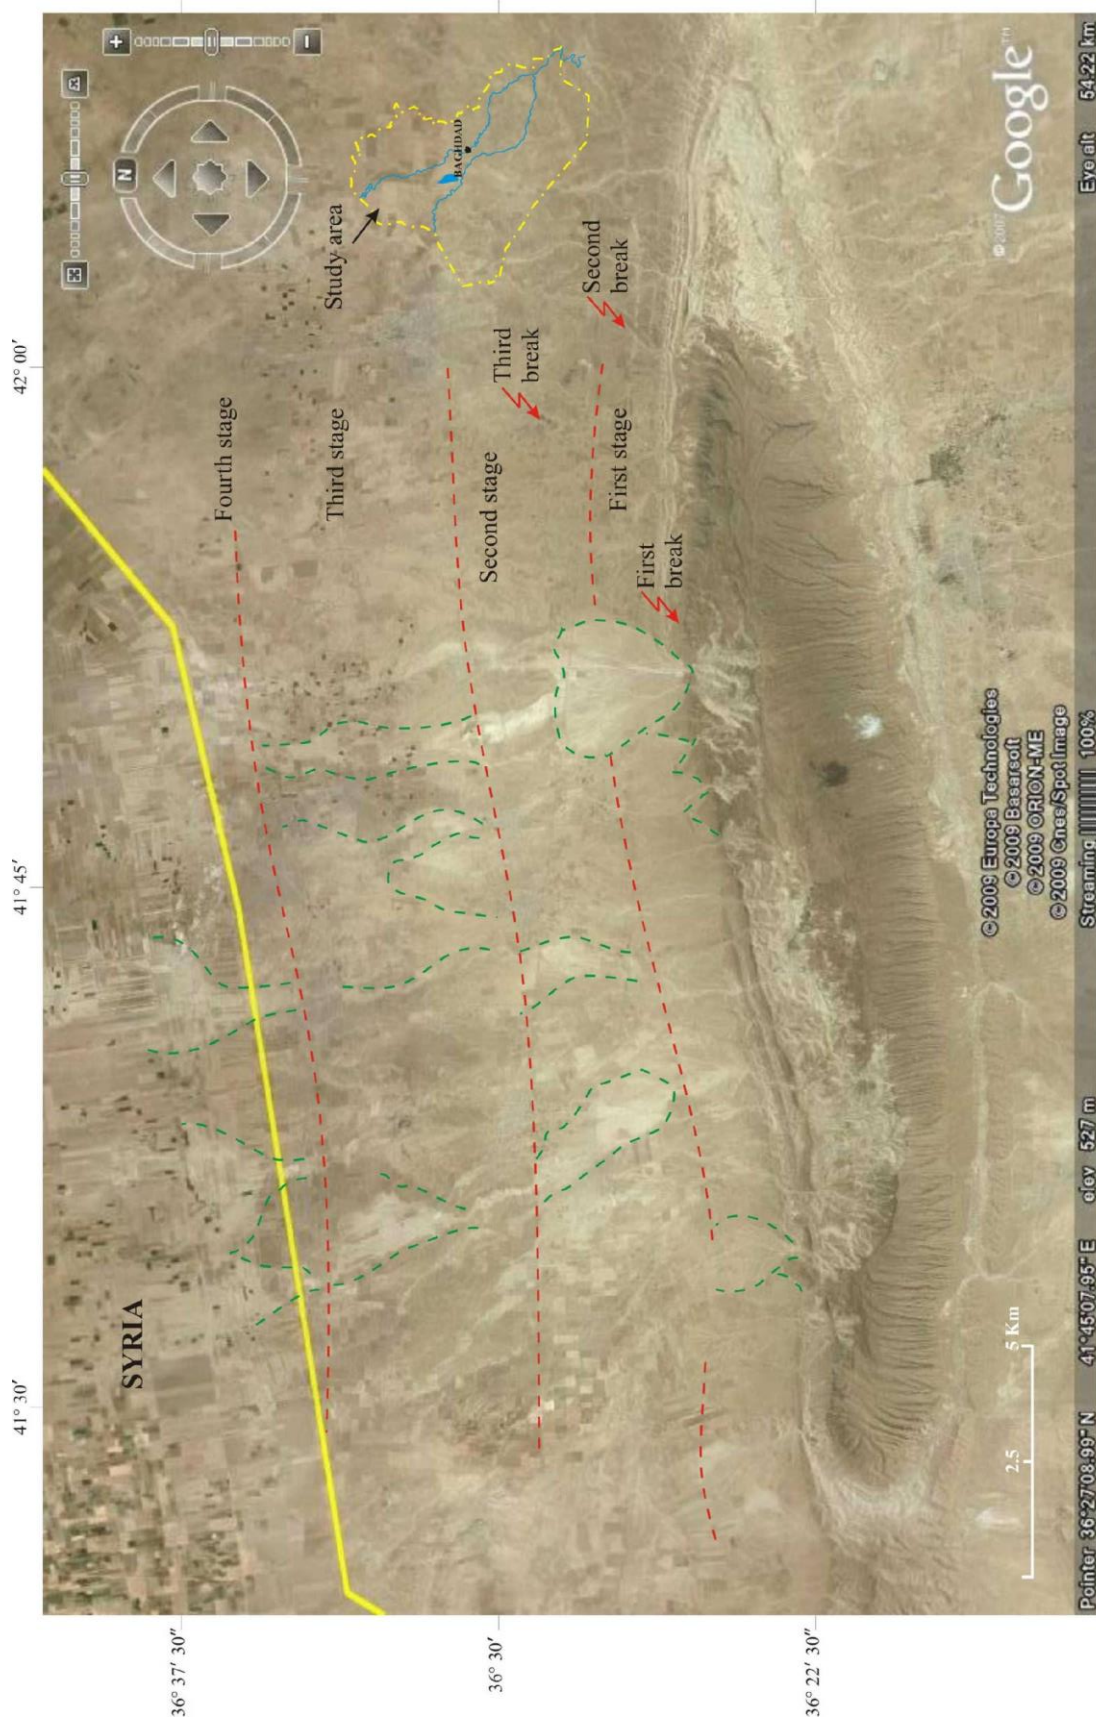 41° 30′
41° 45′
42° 00′
36° 37′ 30″
36° 30′
36° 22′ 30″
SYRIA
N
Study area
BAGHDAD
Fourth stage
Third stage
Second stage
Third
break
Second
break
First stage
First
break
2.5
5 Km
©2009 Europa Technologies
©2009 Basarsoft
©2009 ORION-ME
©2009 Cnes/Spot Image
©2007
Google™
Pointer 36°27'08.99" N 41°45'07.95" E elev 527 m Streaming |||||||||| 100% Eye alt 54.22 km